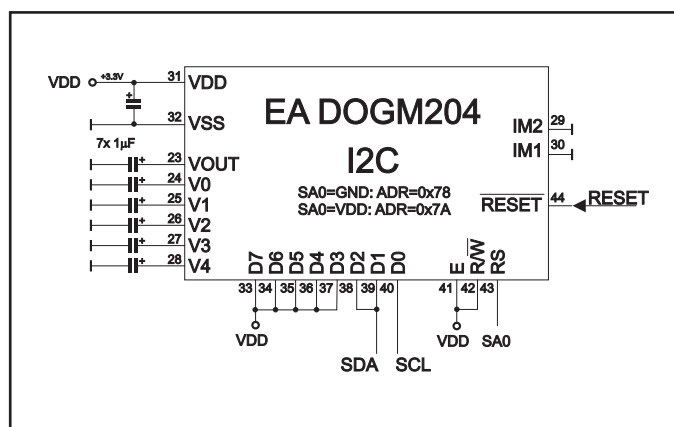 VDD
+3.3V
31
VDD
32
VSS
7x 1µF
23
VOUT
24
V0
25
V1
26
V2
27
V3
28
V4
EA DOGM204
I2C
SA0=GND: ADR=0x78
SA0=VDD: ADR=0x7A
IM2
29
IM1
30
RESET
44
RESET
D7 D6 D5 D4 D3 D2 D1 D0
E R/W RS
33 34 35 36 37 38 39 40
41 42 43
VDD
VDD
SA0
SDA
SCL